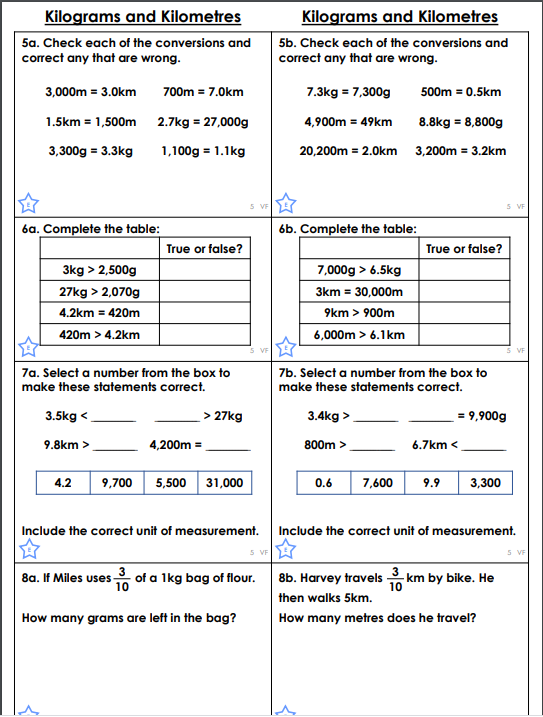 Kilograms and Kilometres
5a. Check each of the conversions and
correct any that are wrong.
3,000m = 3.0km 700m = 7.0km
1.5km = 1,500m 2.7kg = 27,000g
3,300g = 3.3kg 1,100g = 1.1kg
E
5 VF
6a. Complete the table:
True or false?
3kg > 2,500g
27kg > 2,070g
4.2km = 420m
420m > 4.2km
E
5 VF
7a. Select a number from the box to
make these statements correct.
3.5kg < _______ _______ > 27kg
9.8km > _______ 4,200m = _______
4.2 9,700 5,500 31,000
Include the correct unit of measurement.
E
5 VF
8a. If Miles uses 3/10 of a 1kg bag of flour.
How many grams are left in the bag?
Kilograms and Kilometres
5b. Check each of the conversions and
correct any that are wrong.
7.3kg = 7,300g 500m = 0.5km
4,900m = 49km 8.8kg = 8,800g
20,200m = 2.0km 3,200m = 3.2km
E
5 VF
6b. Complete the table:
True or false?
7,000g > 6.5kg
3km = 30,000m
9km > 900m
6,000m > 6.1km
E
5 VF
7b. Select a number from the box to
make these statements correct.
3.4kg > _______ _______ = 9,900g
800m > _______ 6.7km < _______
0.6 7,600 9.9 3,300
Include the correct unit of measurement.
E
5 VF
8b. Harvey travels 3/10 km by bike. He
then walks 5km.
How many metres does he travel?